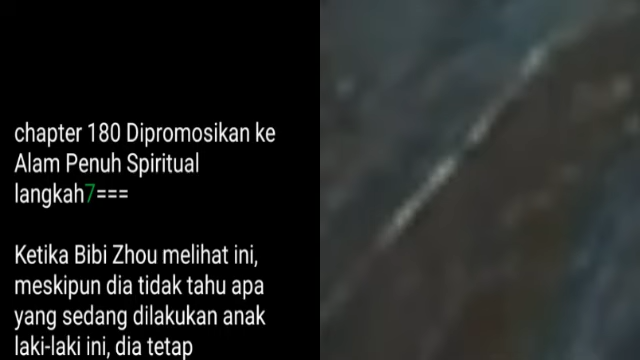 chapter 180 Dipromosikan ke
Alam Penuh Spiritual
langkah7===
Ketika Bibi Zhou melihat ini,
meskipun dia tidak tahu apa
yang sedang dilakukan anak
laki-laki ini, dia tetap